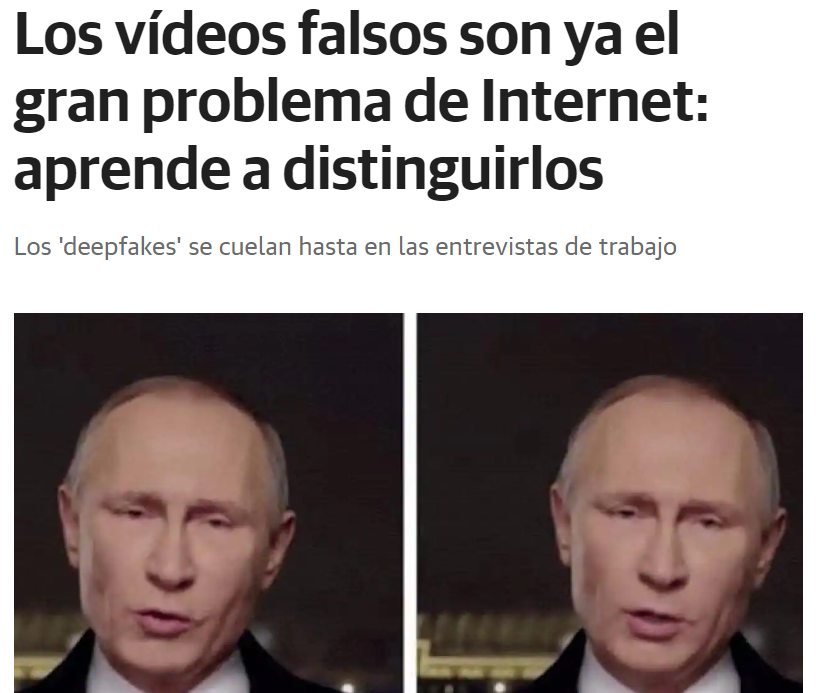 Los vídeos falsos son ya el
gran problema de Internet:
aprende a distinguirlos
Los 'deepfakes' se cuelan hasta en las entrevistas de trabajo